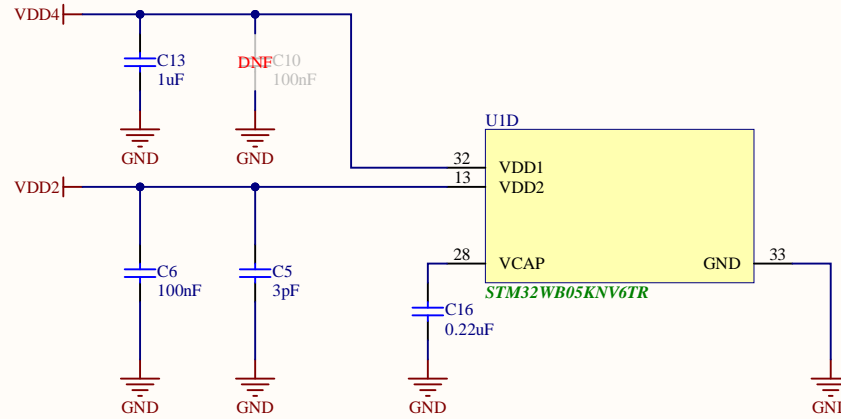 VDD4
C13
1uF
DNF
C10
100nF
GND
GND
U1D
32
VDD1
13
VDD2
VDD2
C6
100nF
C5
3pF
28
VCAP
GND
33
STM32WB05KNV6TR
C16
0.22uF
GND
GND
GND
GND